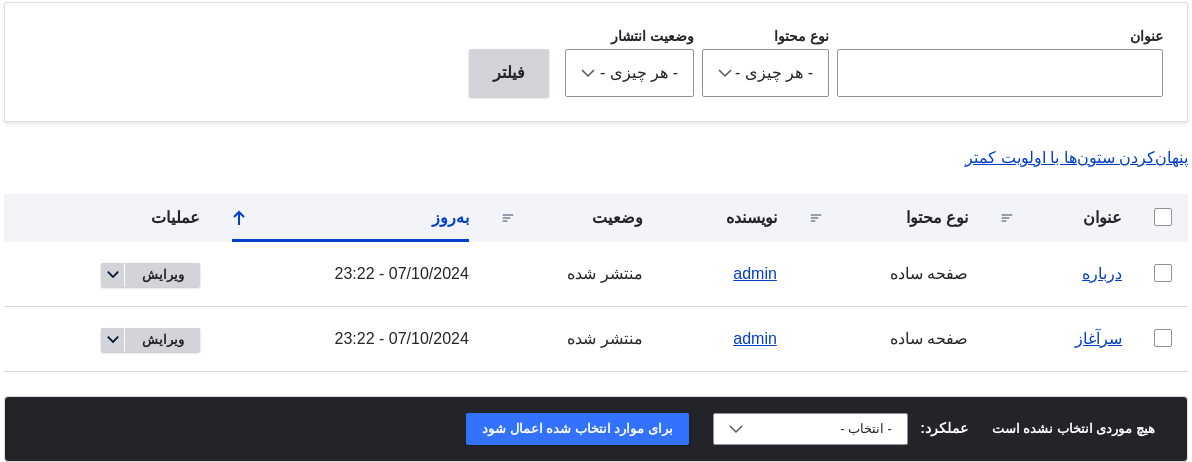 عنوان
نوع محتوا
وضعیت انتشار
- هر چیزی -
- هر چیزی -
فیلتر
پنهان‌کردن ستون‌ها با اولویت کمتر
عنوان نوع محتوا نویسنده وضعیت به‌روز عملیات
درباره صفحه ساده admin منتشر شده 07/10/2024 - 23:22 ویرایش
سرآغاز صفحه ساده admin منتشر شده 07/10/2024 - 23:22 ویرایش
هیچ موردی انتخاب نشده است عملکرد: - انتخاب - برای موارد انتخاب شده اعمال شود